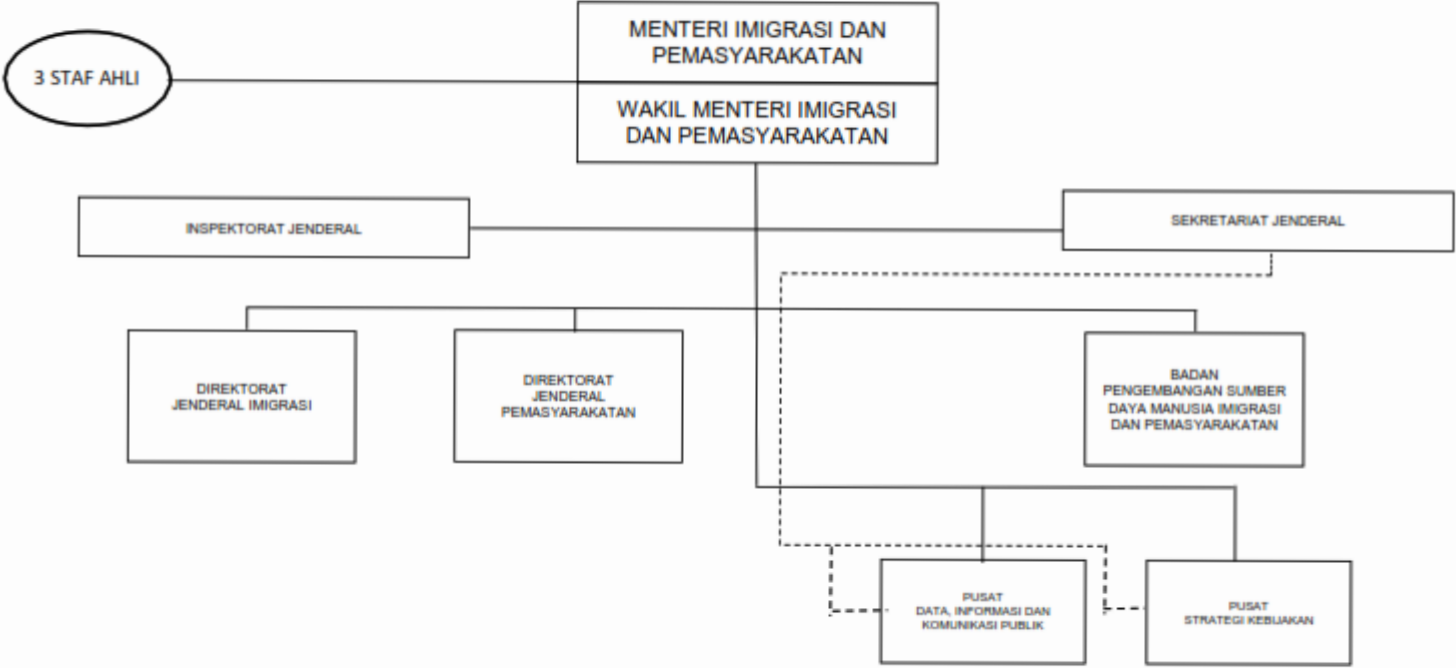 MENTERI IMIGRASI DAN
PEMASYARAKATAN
3 STAF AHLI
WAKIL MENTERI IMIGRASI
DAN PEMASYARAKATAN
INSPEKTORAT JENDERAL
SEKRETARIAT JENDERAL
DIREKTORAT
JENDERAL IMIGRASI
DIREKTORAT
JENDERAL
PEMASYARAKATAN
BADAN
PENGEMBANGAN SUMBER
DAYA MANUSIA IMIGRASI
DAN PEMASYARAKATAN
PUSAT
DATA, INFORMASI DAN
KOMUNIKASI PUBLIK
PUSAT
STRATEGI KEBIJAKAN